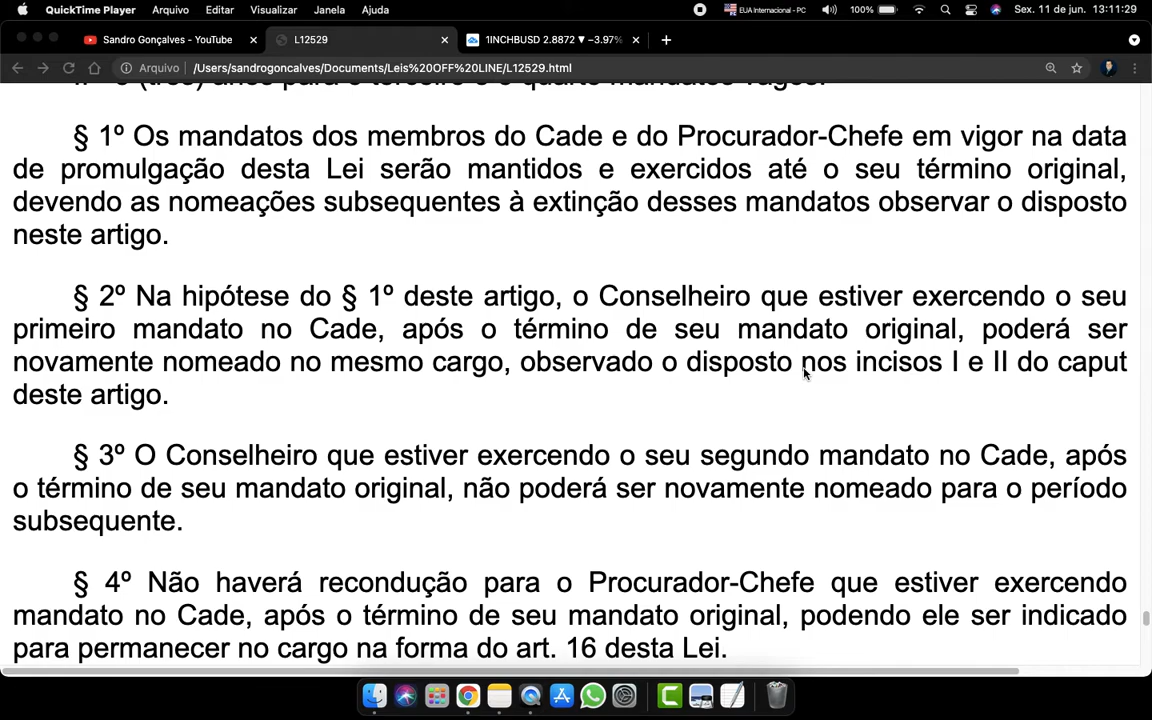 QuickTime Player Arquivo Editar Visualizar Janela Ajuda EUA Internacional - PC 100% Sex. 11 de jun. 13:11:29
Sandro Gonçalves - YouTube L12529 1INCHBUSD 2.8872 ▼ −3.97%
Arquivo /Users/sandrogoncalves/Documents/Leis%20OFF%20LINE/L12529.html
§ 1º Os mandatos dos membros do Cade e do Procurador-Chefe em vigor na data
de promulgação desta Lei serão mantidos e exercidos até o seu término original,
devendo as nomeações subsequentes à extinção desses mandatos observar o disposto
neste artigo.
§ 2º Na hipótese do § 1º deste artigo, o Conselheiro que estiver exercendo o seu
primeiro mandato no Cade, após o término de seu mandato original, poderá ser
novamente nomeado no mesmo cargo, observado o disposto nos incisos I e II do caput
deste artigo.
§ 3º O Conselheiro que estiver exercendo o seu segundo mandato no Cade, após
o término de seu mandato original, não poderá ser novamente nomeado para o período
subsequente.
§ 4º Não haverá recondução para o Procurador-Chefe que estiver exercendo
mandato no Cade, após o término de seu mandato original, podendo ele ser indicado
para permanecer no cargo na forma do art. 16 desta Lei.